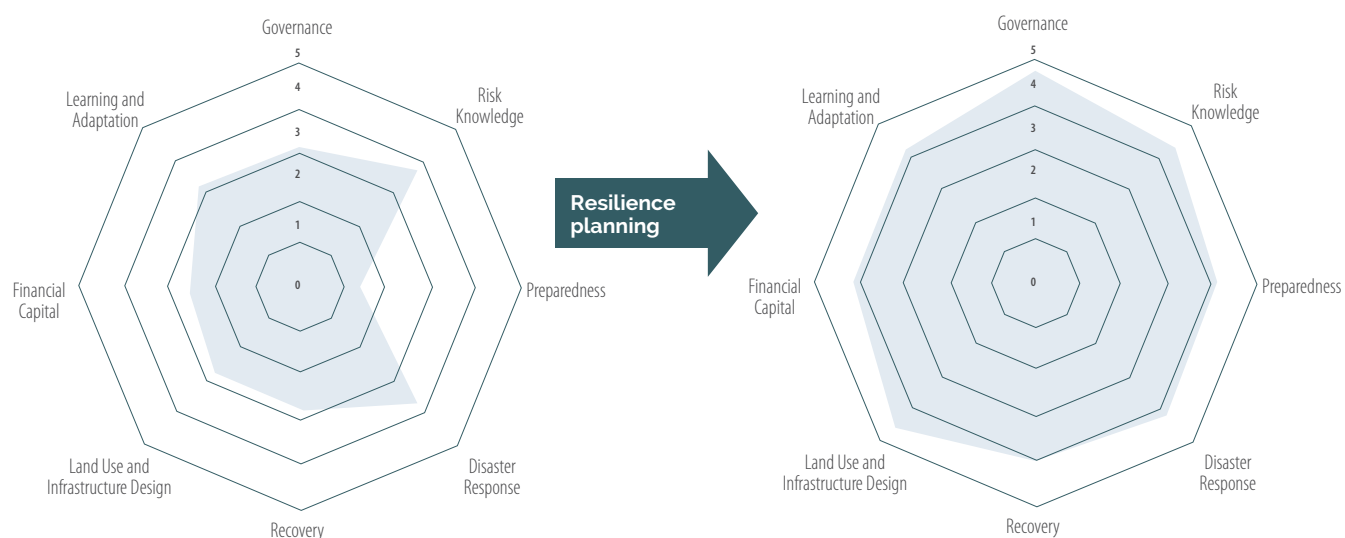 Governance
5
4
3
2
1
0
Risk
Knowledge
Preparedness
Disaster
Response
Recovery
Land Use and
Infrastructure Design
Financial
Capital
Learning and
Adaptation
Resilience
planning
Governance
5
4
3
2
1
0
Risk
Knowledge
Preparedness
Disaster
Response
Recovery
Land Use and
Infrastructure Design
Financial
Capital
Learning and
Adaptation